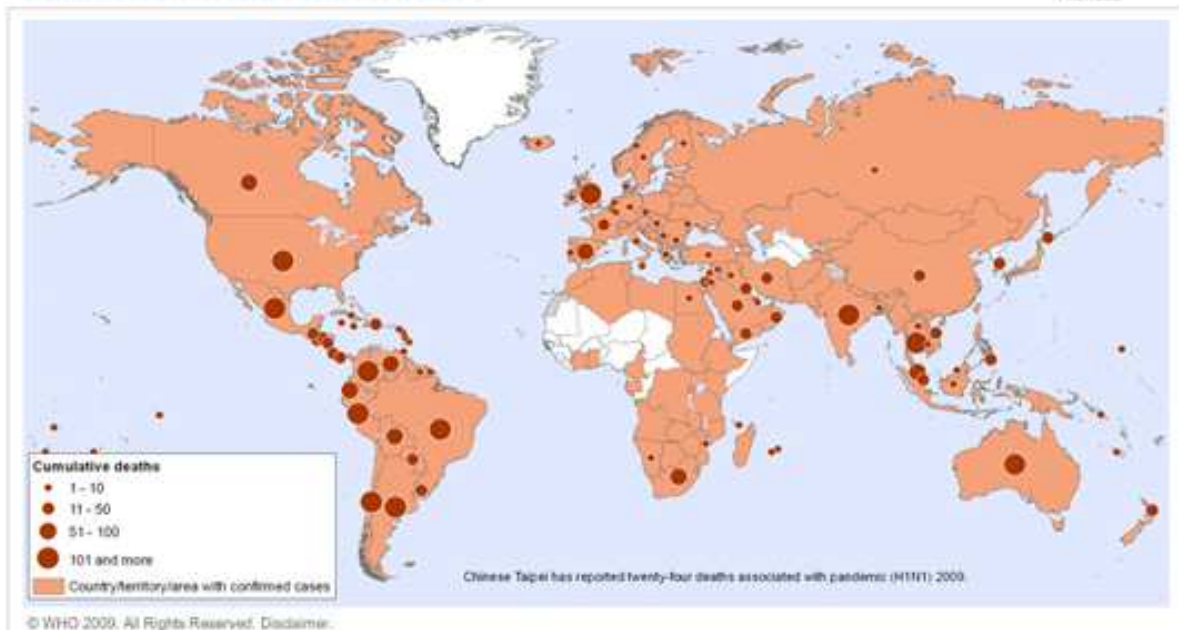 Cumulative deaths
1 - 10
11 - 50
51 - 100
101 and more
Country/territory/area with confirmed cases
Chinese Taipei has reported twenty-four deaths associated with pandemic (H1N1) 2009.
© WHO 2009. All Rights Reserved. Disclaimer.